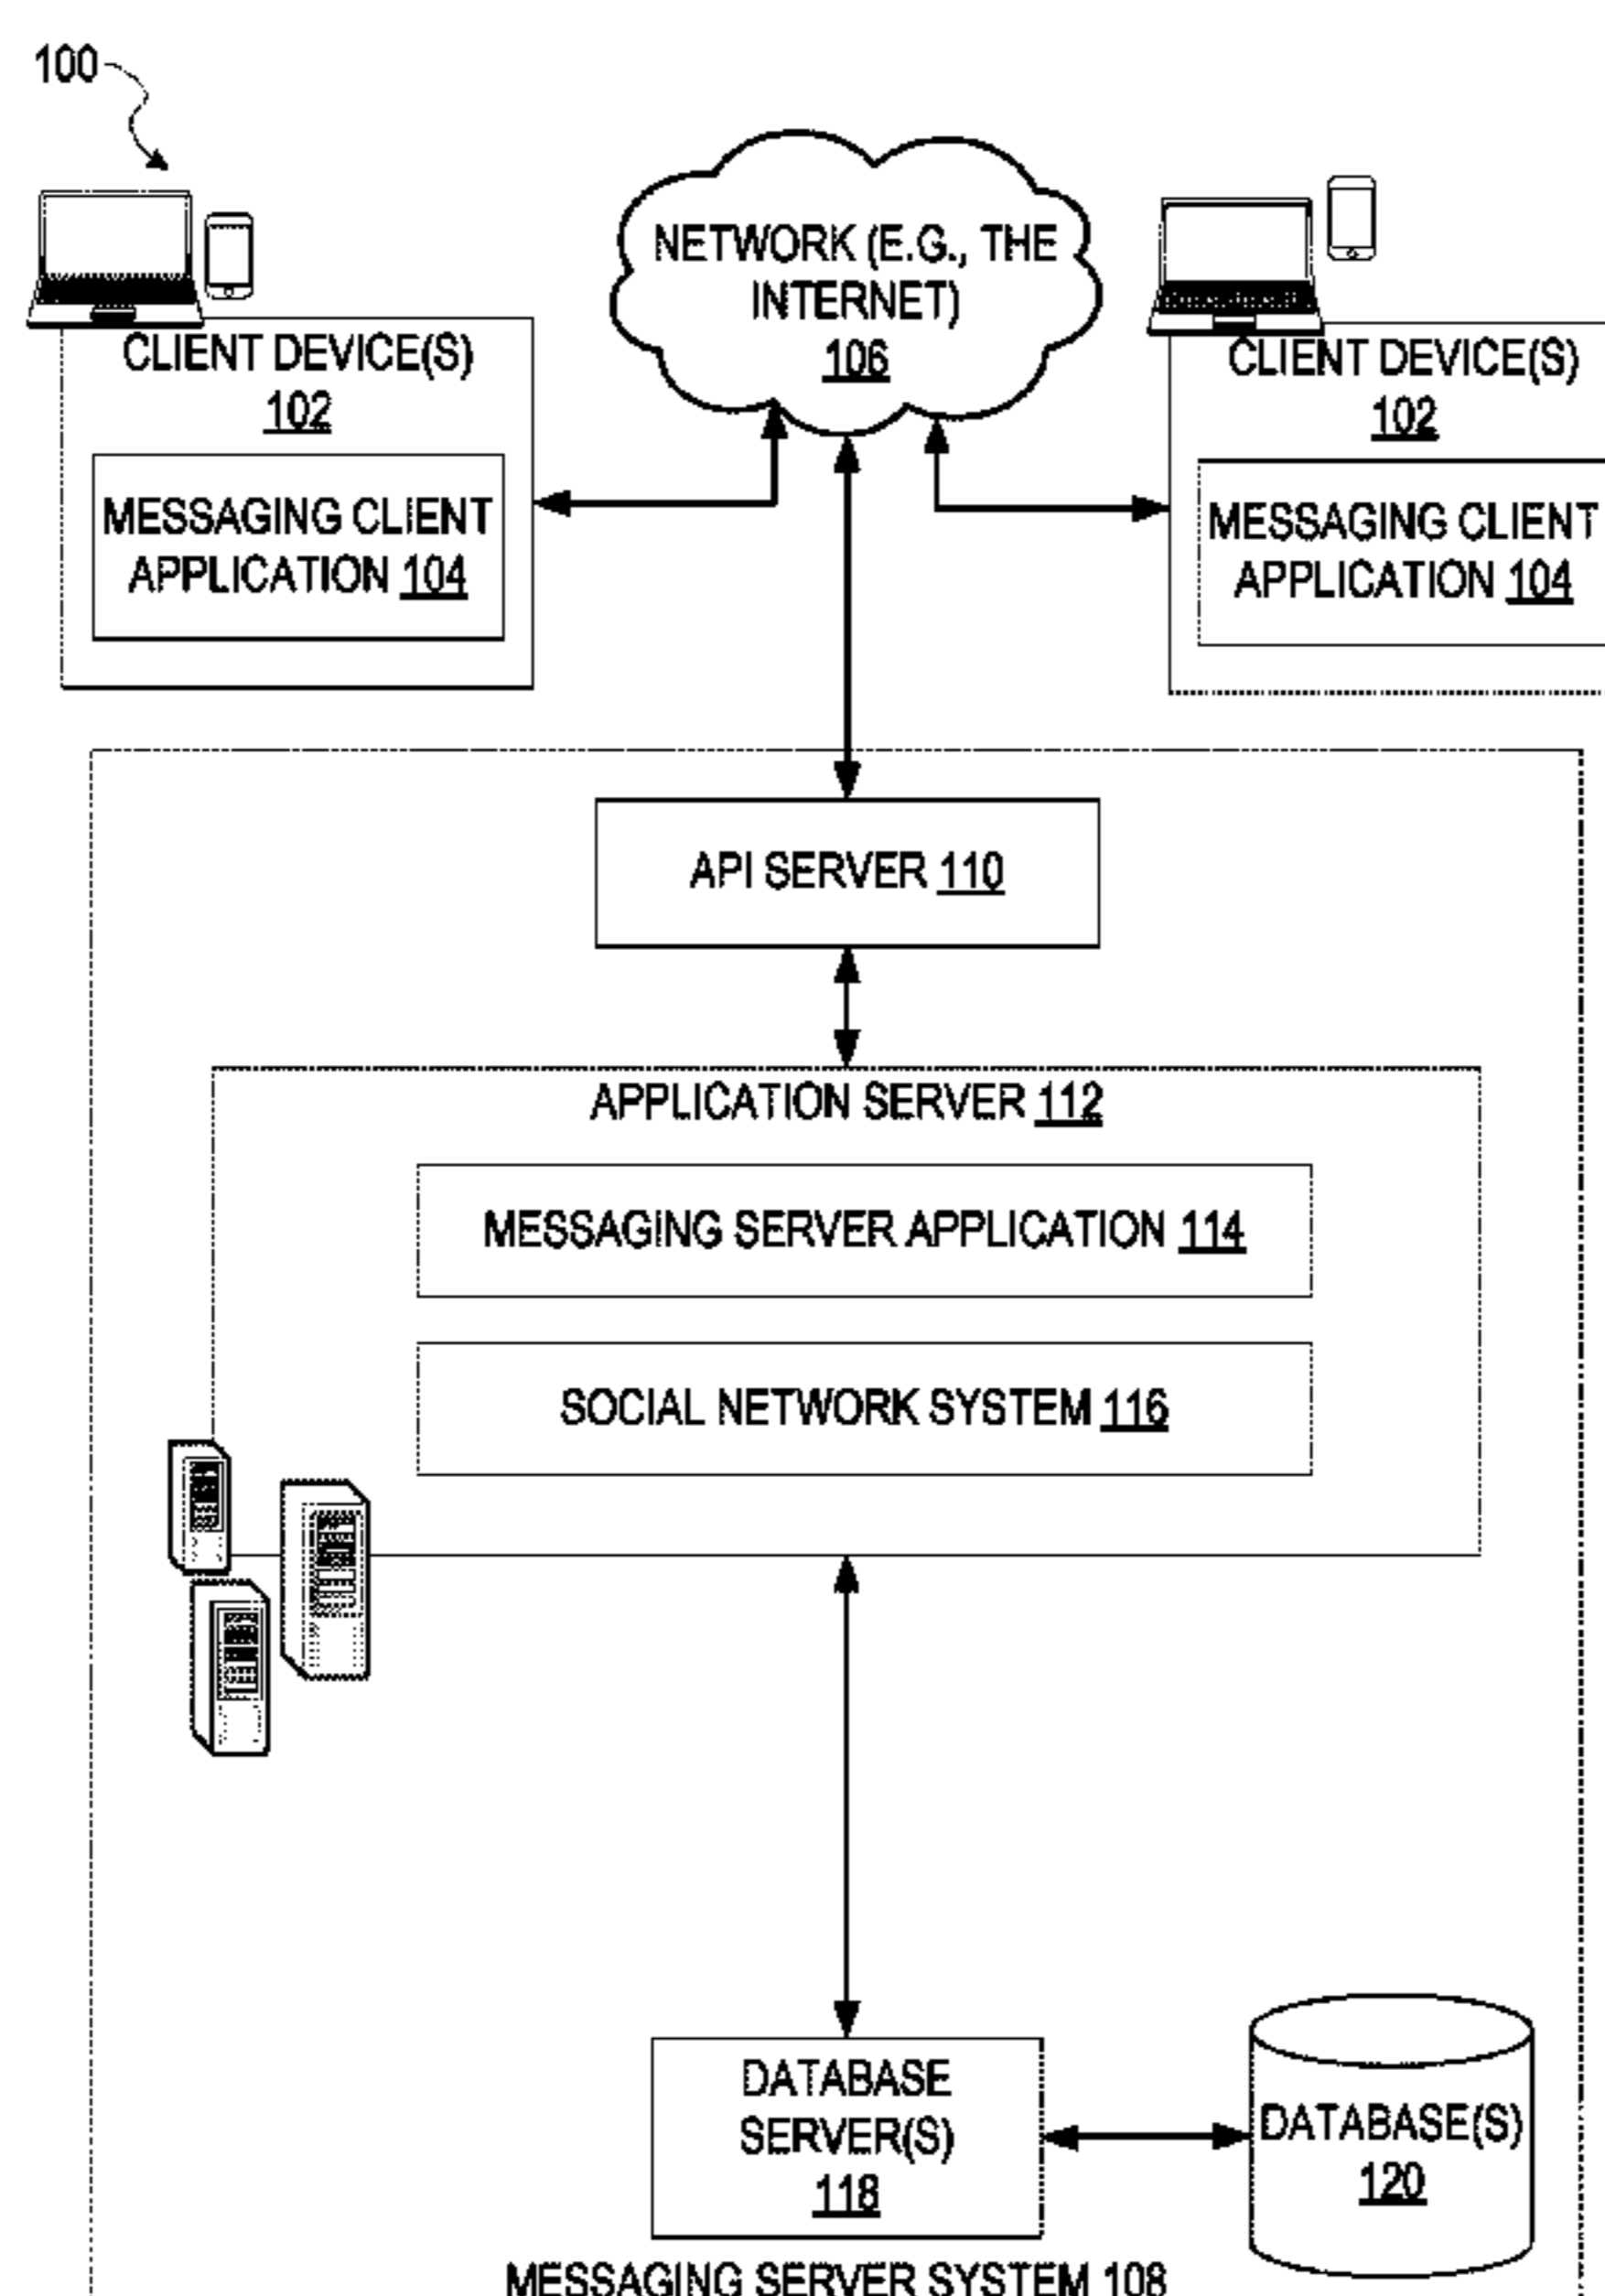 100
NETWORK (E.G., THE
INTERNET)
106
CLIENT DEVICE(S)
102
MESSAGING CLIENT
APPLICATION 104
CLIENT DEVICE(S)
102
MESSAGING CLIENT
APPLICATION 104
API SERVER 110
APPLICATION SERVER 112
MESSAGING SERVER APPLICATION 114
SOCIAL NETWORK SYSTEM 116
DATABASE
SERVER(S)
118
DATABASE(S)
120
MESSAGING SERVER SYSTEM 108